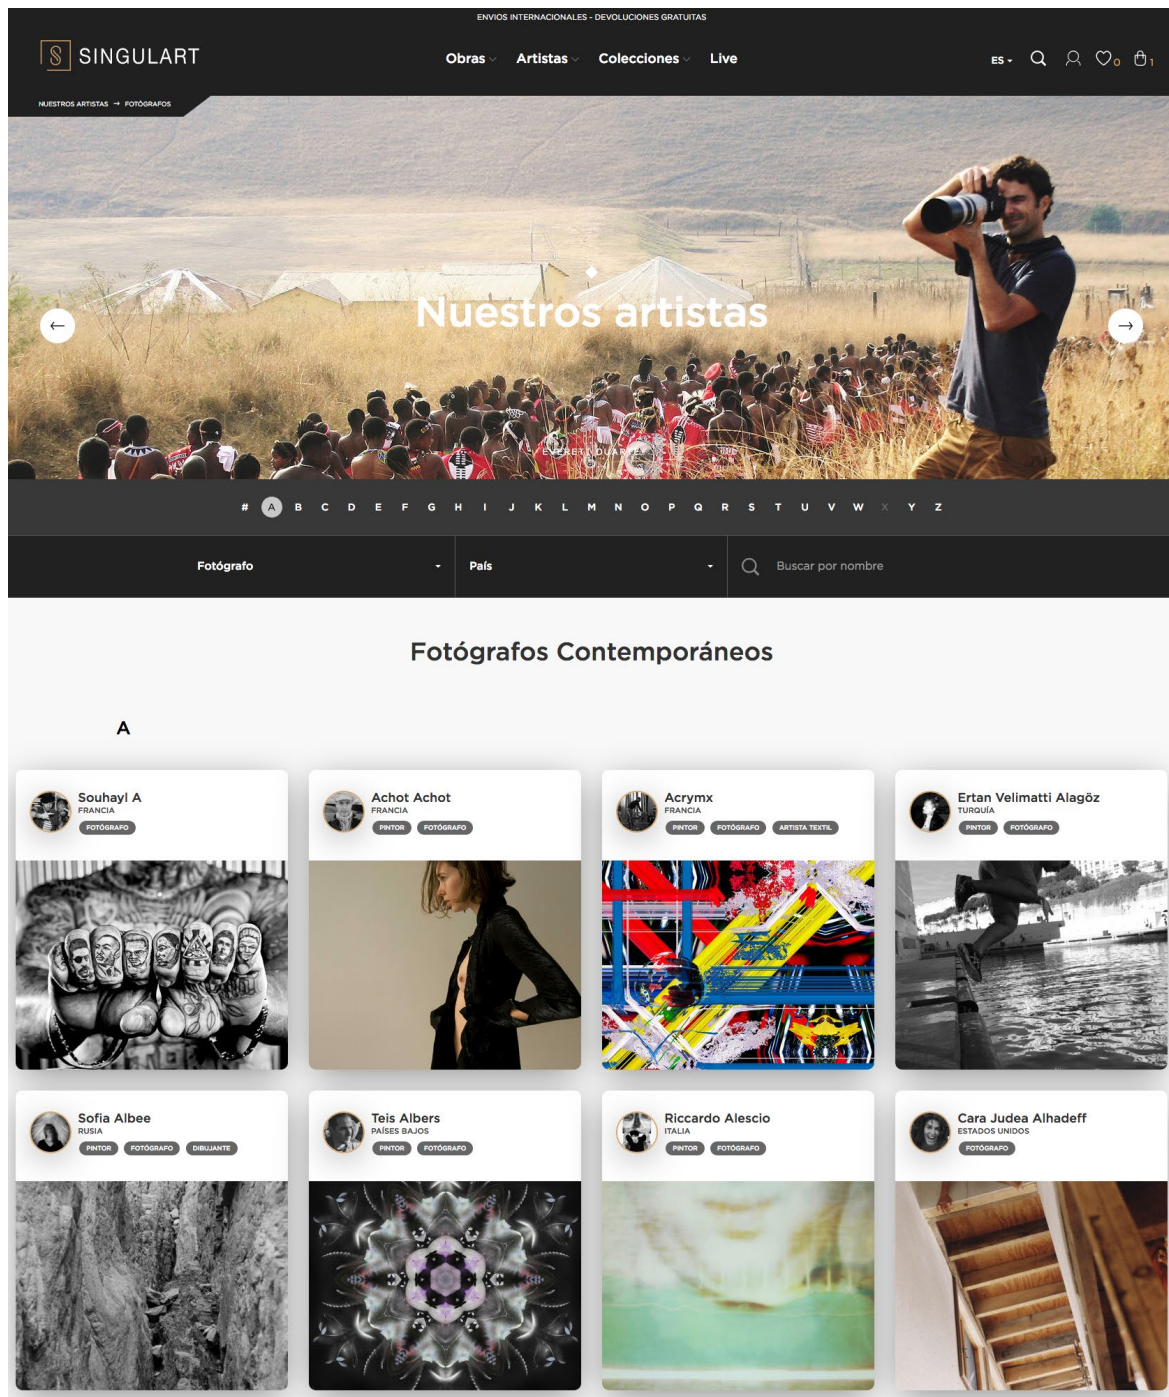 ENVIOS INTERNACIONALES - DEVOLUCIONES GRATUITAS
SINGULART
Obras Artistas Colecciones Live
ES 0 1
NUESTROS ARTISTAS → FOTÓGRAFOS
Nuestros artistas
# A B C D E F G H I J K L M N O P Q R S T U V W X Y Z
Fotógrafo País Buscar por nombre
Fotógrafos Contemporáneos
A
Souhayl A
FRANCIA
FOTÓGRAFO
Achot Achot
FRANCIA
PINTOR FOTÓGRAFO
Acrymx
FRANCIA
PINTOR FOTÓGRAFO ARTISTA TEXTIL
Ertan Velimatti Alagöz
TURQUÍA
PINTOR FOTÓGRAFO
Sofia Albee
RUSIA
PINTOR FOTÓGRAFO DIBUJANTE
Teis Albers
PAÍSES BAJOS
PINTOR FOTÓGRAFO
Riccardo Alescio
ITALIA
PINTOR FOTÓGRAFO
Cara Judea Alhadeff
ESTADOS UNIDOS
FOTÓGRAFO